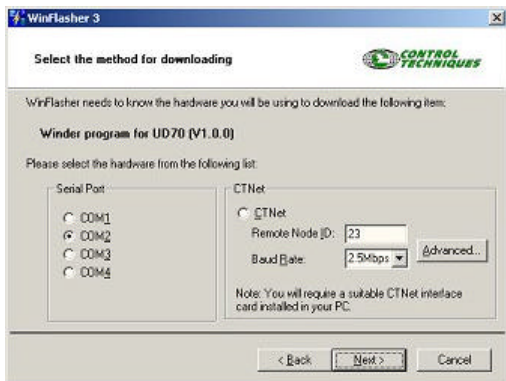 WinFlasher 3
Select the method for downloading
CONTROL
TECHNIQUES
WinFlasher needs to know the hardware you will be using to download the following item:
Winder program for UD70 (V1.0.0)
Please select the hardware from the following list:
Serial Port
COM1
COM2
COM3
COM4
CTNet
CTNet
Remote Node ID: 23
Baud Rate: 2.5Mbps
Advanced...
Note: You will require a suitable CTNet interface
card installed in your PC.
< Back
Next >
Cancel